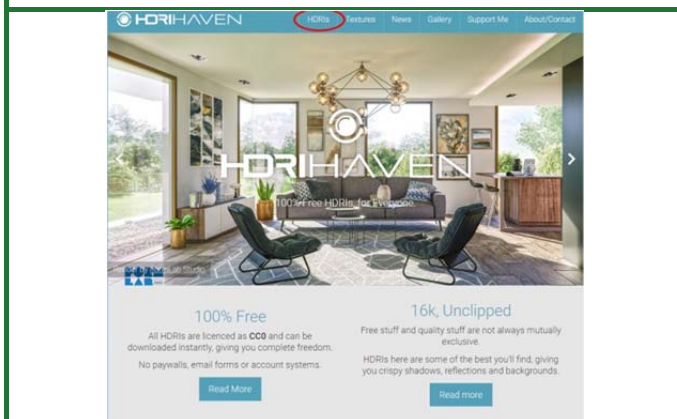 HDRIHAVEN
HDRIs Textures News Gallery Support Me About/Contact
HDRIHAVEN
100% Free HDRIs, for Everyone.
100% Free
All HDRIs are licenced as CC0 and can be
downloaded instantly, giving you complete freedom.
No paywalls, email forms or account systems.
Read More
16k, Unclipped
Free stuff and quality stuff are not always mutually
exclusive.
HDRIs here are some of the best you'll find, giving
you crispy shadows, reflections and backgrounds.
Read more